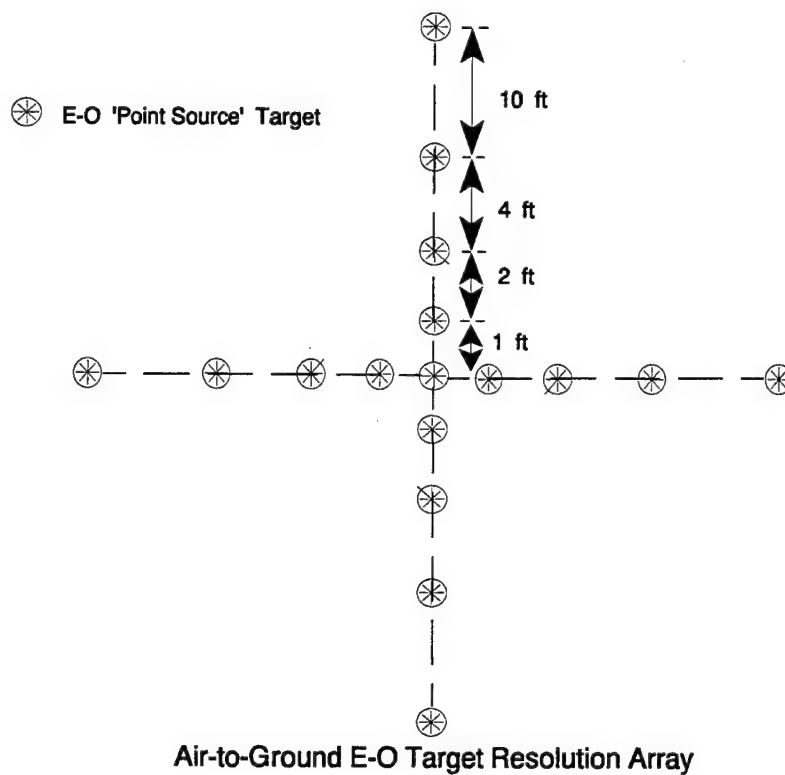 E-O 'Point Source' Target
10 ft
4 ft
2 ft
1 ft
Air-to-Ground E-O Target Resolution Array